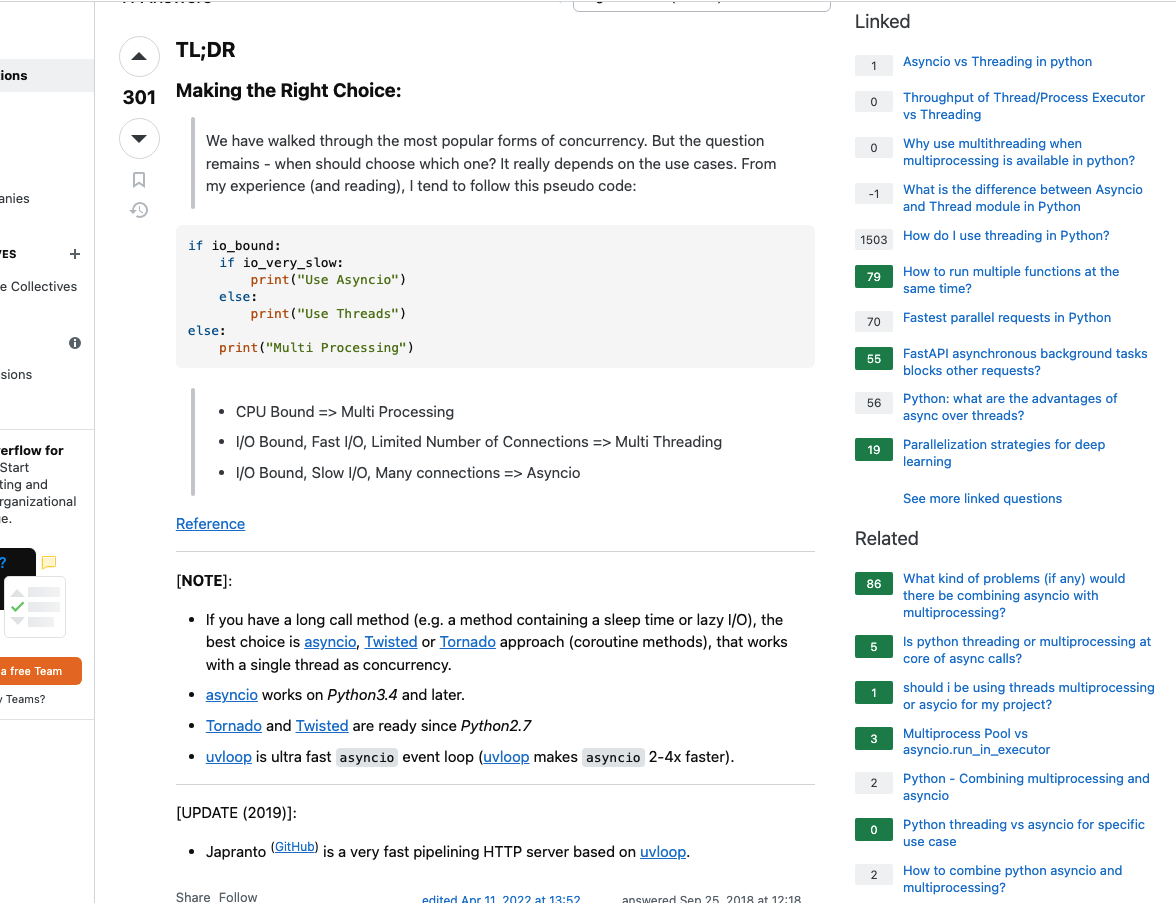 ions
anies
VES +
e Collectives
sions
verflow for
Start
ting and
rganizational
e.
?
a free Team
y Teams?
301
TL;DR
Making the Right Choice:
We have walked through the most popular forms of concurrency. But the question
remains - when should choose which one? It really depends on the use cases. From
my experience (and reading), I tend to follow this pseudo code:
if io_bound:
    if io_very_slow:
        print("Use Asyncio")
    else:
        print("Use Threads")
else:
    print("Multi Processing")
• CPU Bound => Multi Processing
• I/O Bound, Fast I/O, Limited Number of Connections => Multi Threading
• I/O Bound, Slow I/O, Many connections => Asyncio
Reference
[NOTE]:
• If you have a long call method (e.g. a method containing a sleep time or lazy I/O), the
best choice is asyncio, Twisted or Tornado approach (coroutine methods), that works
with a single thread as concurrency.
• asyncio works on Python3.4 and later.
• Tornado and Twisted are ready since Python2.7
• uvloop is ultra fast asyncio event loop (uvloop makes asyncio 2-4x faster).
[UPDATE (2019)]:
• Japranto (GitHub) is a very fast pipelining HTTP server based on uvloop.
Share Follow
edited Apr 11, 2022 at 13:52
answered Sep 25, 2018 at 12:18
Linked
1 Asyncio vs Threading in python
0 Throughput of Thread/Process Executor
vs Threading
0 Why use multithreading when
multiprocessing is available in python?
-1 What is the difference between Asyncio
and Thread module in Python
1503 How do I use threading in Python?
79 How to run multiple functions at the
same time?
70 Fastest parallel requests in Python
55 FastAPI asynchronous background tasks
blocks other requests?
56 Python: what are the advantages of
async over threads?
19 Parallelization strategies for deep
learning
See more linked questions
Related
86 What kind of problems (if any) would
there be combining asyncio with
multiprocessing?
5 Is python threading or multiprocessing at
core of async calls?
1 should i be using threads multiprocessing
or asycio for my project?
3 Multiprocess Pool vs
asyncio.run_in_executor
2 Python - Combining multiprocessing and
asyncio
0 Python threading vs asyncio for specific
use case
2 How to combine python asyncio and
multiprocessing?